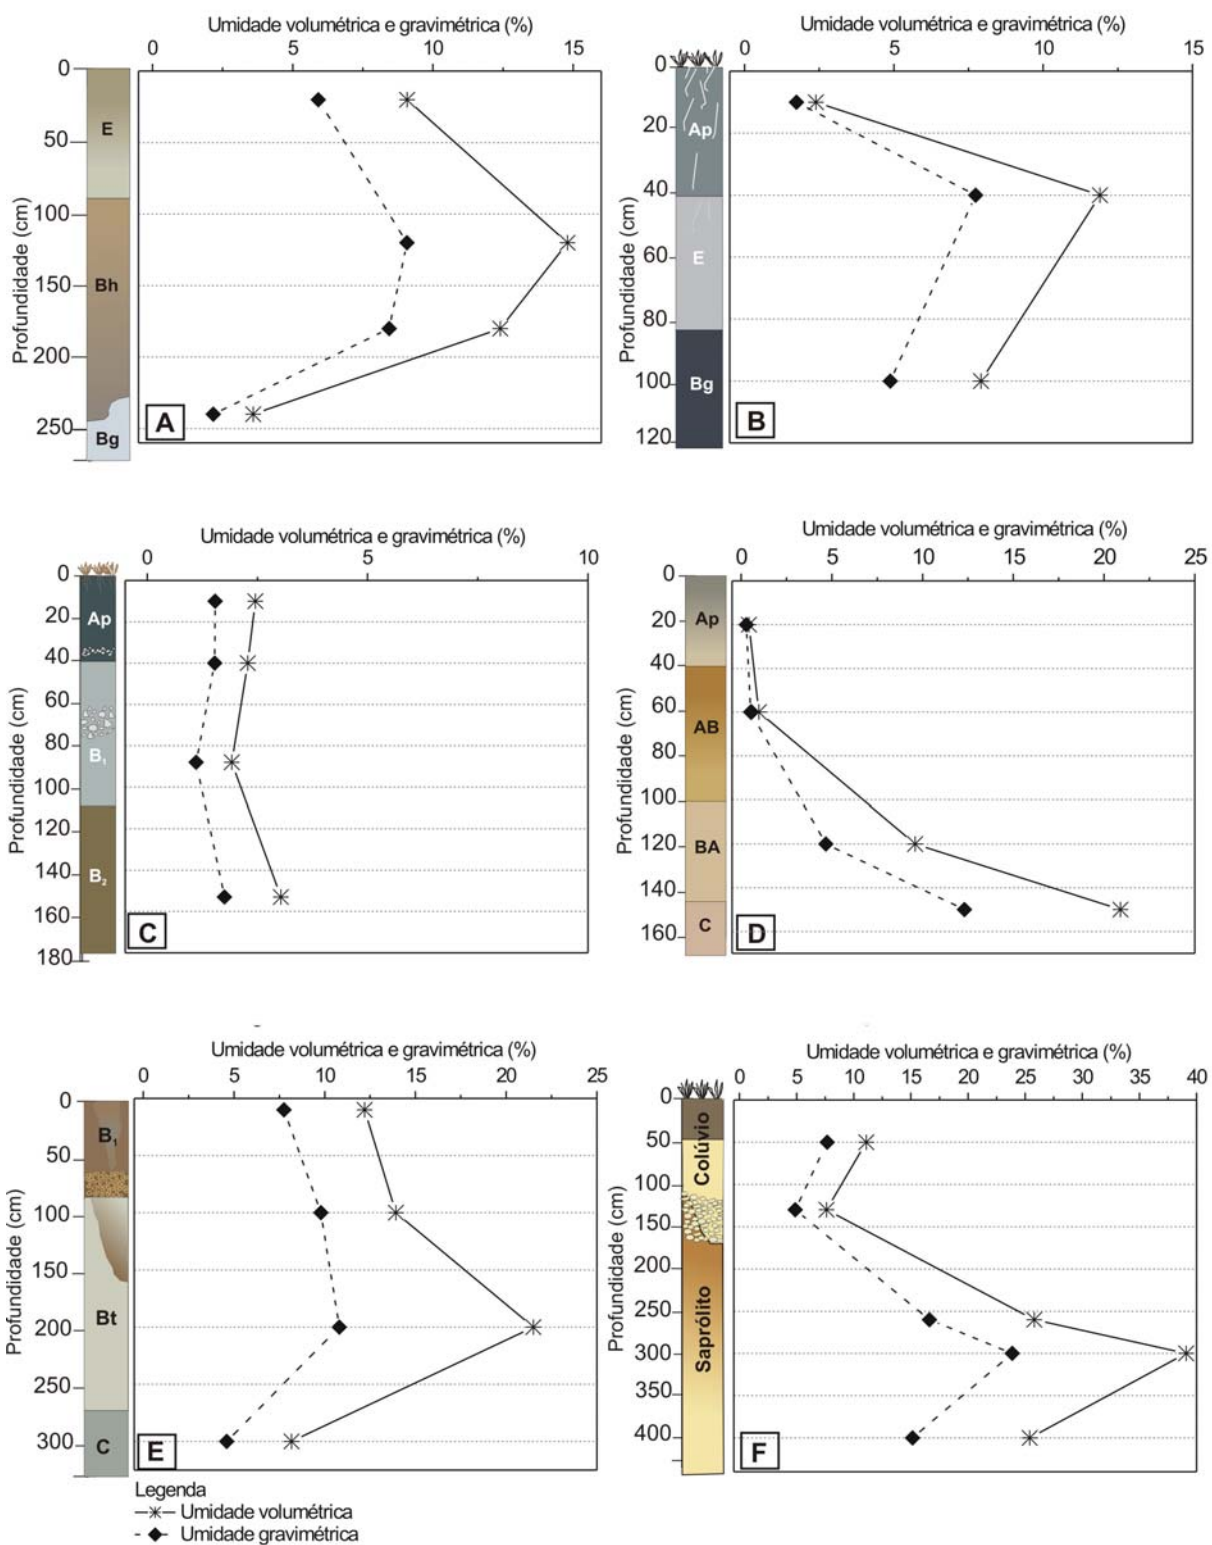 Umidade volumétrica e gravimétrica (%)
0 5 10 15
Profundidade (cm)
0
50
100
150
200
250
E
Bh
Bg
A
Umidade volumétrica e gravimétrica (%)
0 5 10 15
Profundidade (cm)
0
20
40
60
80
100
120
Ap
E
Bg
B
Umidade volumétrica e gravimétrica (%)
0 5 10
Profundidade (cm)
0
20
40
60
80
100
120
140
160
180
Ap
B₁
B₂
C
Umidade volumétrica e gravimétrica (%)
0 5 10 15 20 25
Profundidade (cm)
0
20
40
60
80
100
120
140
160
Ap
AB
BA
C
D
Umidade volumétrica e gravimétrica (%)
0 5 10 15 20 25
Profundidade (cm)
0
50
100
150
200
250
300
B₁
Bt
C
E
Umidade volumétrica e gravimétrica (%)
0 5 10 15 20 25 30 35 40
Profundidade (cm)
0
50
100
150
200
250
300
350
400
Colúvio
Saprólito
F
Legenda
Umidade volumétrica
Umidade gravimétrica